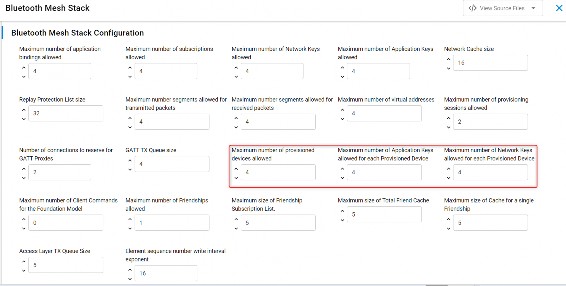 Bluetooth Mesh Stack
View Source Files
Bluetooth Mesh Stack Configuration
Maximum number of application
bindings allowed
4
Maximum number of subscriptions
allowed
4
Maximum number of Network Keys
allowed
4
Maximum number of Application Keys
allowed
4
Network Cache size
16
Replay Protection List size
32
Maximum number segments allowed for
transmitted packets
4
Maximum number segments allowed for
received packets
4
Maximum number of virtual addresses
4
Maximum number of provisioning
sessions allowed
2
Number of connections to reserve for
GATT Proxies
2
GATT TX Queue size
4
Maximum number of provisioned
devices allowed
4
Maximum number of Application Keys
allowed for each Provisioned Device
4
Maximum number of Network Keys
allowed for each Provisioned Device
4
Maximum number of Client Commands
for the Foundation Model
0
Maximum number of Friendships
allowed
1
Maximum size of Friendship
Subscription List.
5
Maximum size of Total Friend Cache
5
Maximum size of Cache for a single
Friendship
5
Access Layer TX Queue Size
5
Element sequence number write interval
exponent
16